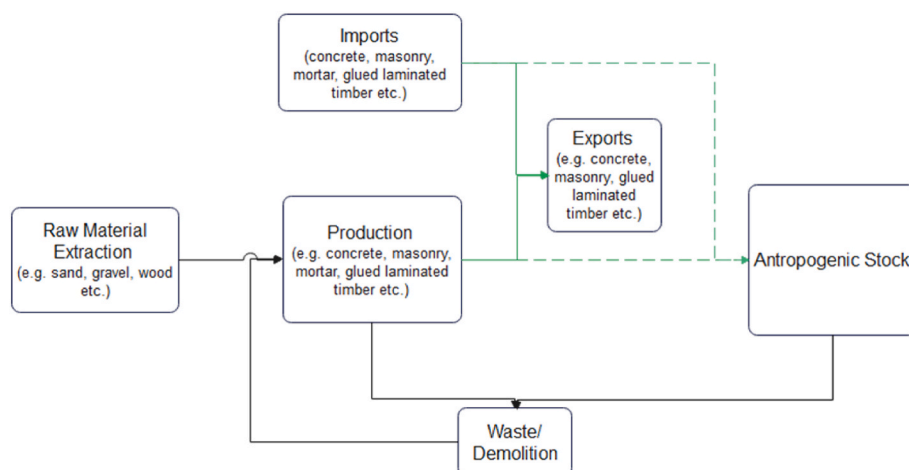 Imports
(concrete, masonry,
mortar, glued laminated
timber etc.)
Exports
(e.g. concrete,
masonry, glued
laminated
timber etc.)
Raw Material
Extraction
(e.g. sand, gravel, wood
etc.)
Production
(e.g. concrete, masonry,
mortar, glued laminated
timber etc.)
Antropogenic Stock
Waste/
Demolition